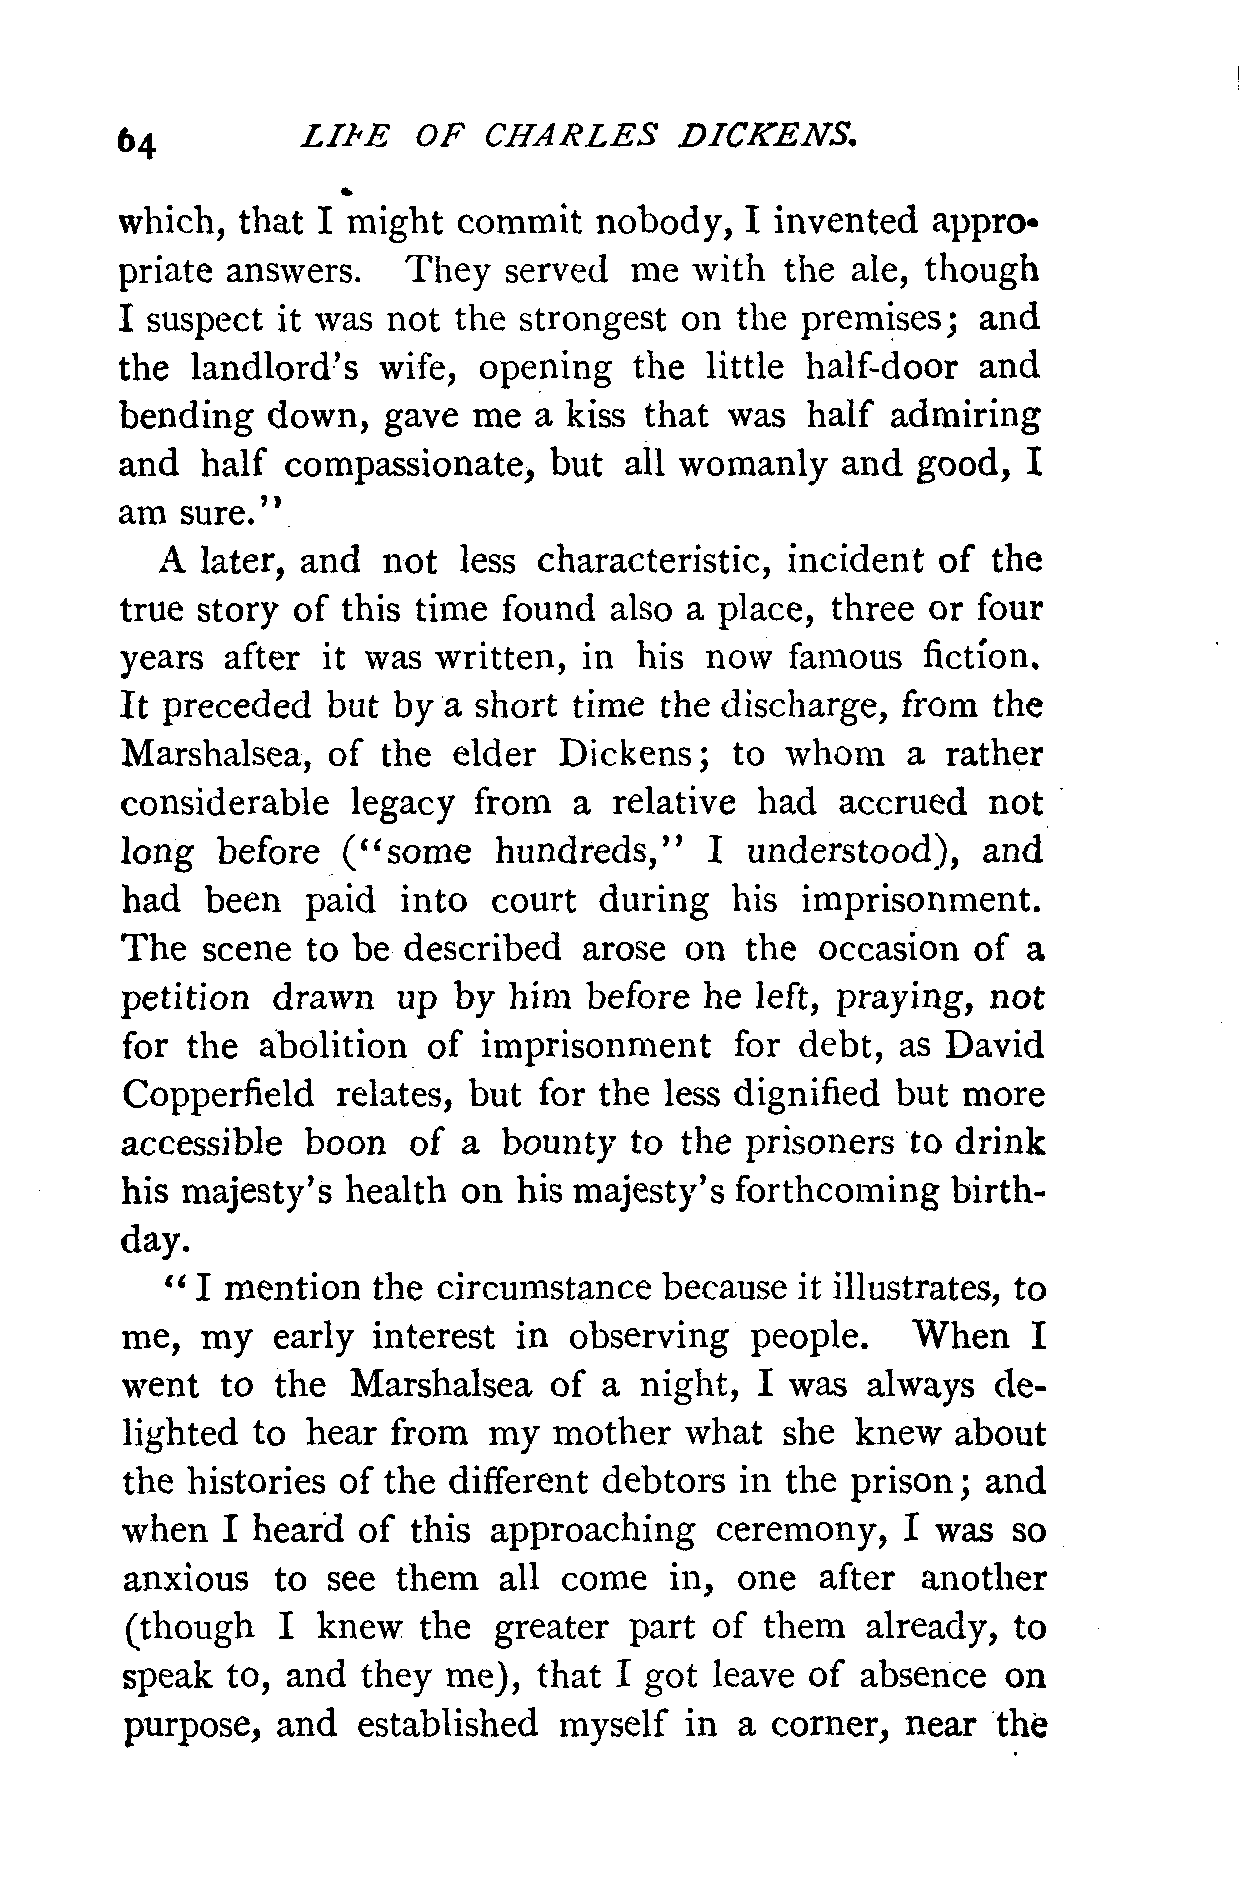 64 LIFE OF CHARLES DICKENS.
which, that I might commit nobody, I invented appro-
priate answers. They served me with the ale, though
I suspect it was not the strongest on the premises; and
the landlord's wife, opening the little half-door and
bending down, gave me a kiss that was half admiring
and half compassionate, but all womanly and good, I
am sure."
A later, and not less characteristic, incident of the
true story of this time found also a place, three or four
years after it was written, in his now famous fiction.
It preceded but by a short time the discharge, from the
Marshalsea, of the elder Dickens; to whom a rather
considerable legacy from a relative had accrued not
long before ("some hundreds," I understood), and
had been paid into court during his imprisonment.
The scene to be described arose on the occasion of a
petition drawn up by him before he left, praying, not
for the abolition of imprisonment for debt, as David
Copperfield relates, but for the less dignified but more
accessible boon of a bounty to the prisoners to drink
his majesty's health on his majesty's forthcoming birth-
day.
"I mention the circumstance because it illustrates, to
me, my early interest in observing people. When I
went to the Marshalsea of a night, I was always de-
lighted to hear from my mother what she knew about
the histories of the different debtors in the prison; and
when I heard of this approaching ceremony, I was so
anxious to see them all come in, one after another
(though I knew the greater part of them already, to
speak to, and they me), that I got leave of absence on
purpose, and established myself in a corner, near the